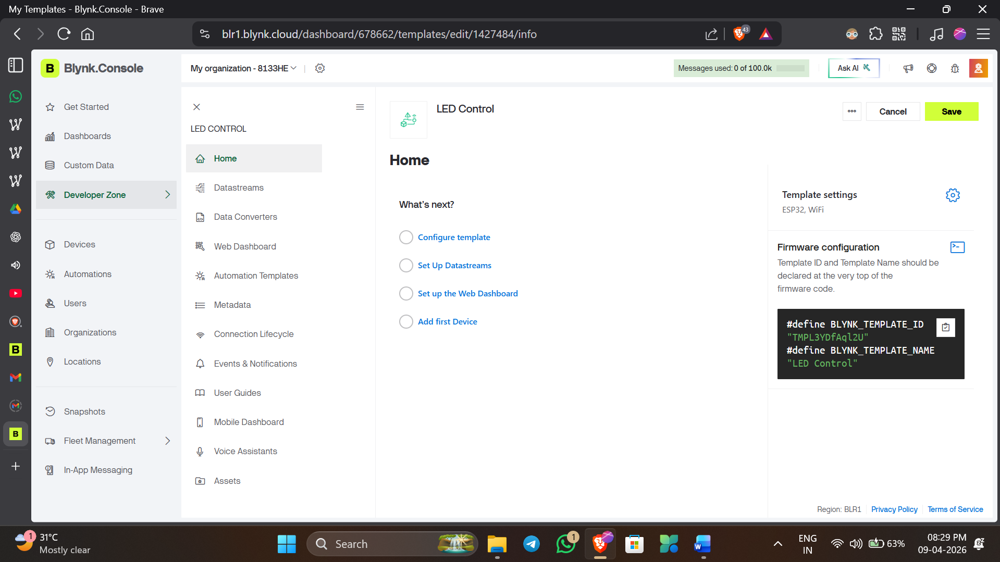 My Templates - Blynk.Console - Brave
blr1.blynk.cloud/dashboard/678662/templates/edit/1427484/info
43
B Blynk.Console
My organization - 8133HE
Messages used: 0 of 100.0k
Ask AI
Get Started
Dashboards
Custom Data
Developer Zone
Devices
Automations
Users
Organizations
Locations
Snapshots
Fleet Management
In-App Messaging
LED CONTROL
Home
Datastreams
Data Converters
Web Dashboard
Automation Templates
Metadata
Connection Lifecycle
Events & Notifications
User Guides
Mobile Dashboard
Voice Assistants
Assets
LED Control
Cancel
Save
Home
What's next?
Configure template
Set Up Datastreams
Set up the Web Dashboard
Add first Device
Template settings
ESP32, WiFi
Firmware configuration
Template ID and Template Name should be
declared at the very top of the
firmware code.
#define BLYNK_TEMPLATE_ID
"TMPL3YDfAql2U"
#define BLYNK_TEMPLATE_NAME
"LED Control"
Region: BLR1
Privacy Policy
Terms of Service
B
B
1
31°C
Mostly clear
Search
1
W
ENG
IN
63%
08:29 PM
09-04-2026